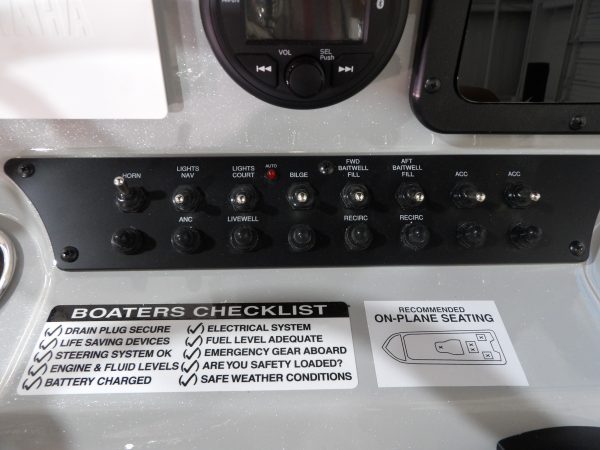 YAMAHA
VOL
SEL
Push
HORN
LIGHTS
NAV
LIGHTS
COURT
AUTO
BILGE
FWD
BAITWELL
FILL
AFT
BAITWELL
FILL
ACC
ACC
ANC
LIVEWELL
RECIRC
RECIRC
BOATERS CHECKLIST
DRAIN PLUG SECURE
LIFE SAVING DEVICES
STEERING SYSTEM OK
ENGINE & FLUID LEVELS
BATTERY CHARGED
ELECTRICAL SYSTEM
FUEL LEVEL ADEQUATE
EMERGENCY GEAR ABOARD
ARE YOU SAFETY LOADED?
SAFE WEATHER CONDITIONS
RECOMMENDED
ON-PLANE SEATING